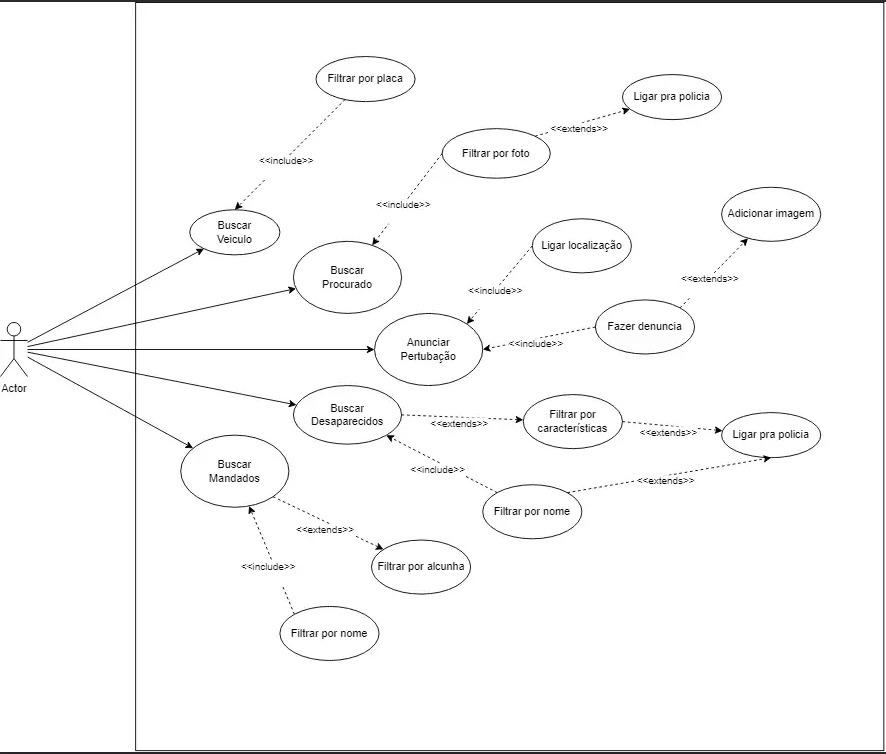 Filtrar por placa
Ligar pra policia
<<extends>>
Filtrar por foto
<<include>>
<<include>>
Adicionar imagem
Buscar
Veiculo
Ligar localização
Buscar
Procurado
<<extends>>
<<include>>
Fazer denuncia
Anunciar
Pertubação
<<include>>
Actor
Buscar
Desaparecidos
<<extends>>
Filtrar por
características
<<extends>>
Ligar pra policia
Buscar
Mandados
<<include>>
<<extends>>
Filtrar por nome
<<extends>>
<<include>>
Filtrar por alcunha
Filtrar por nome